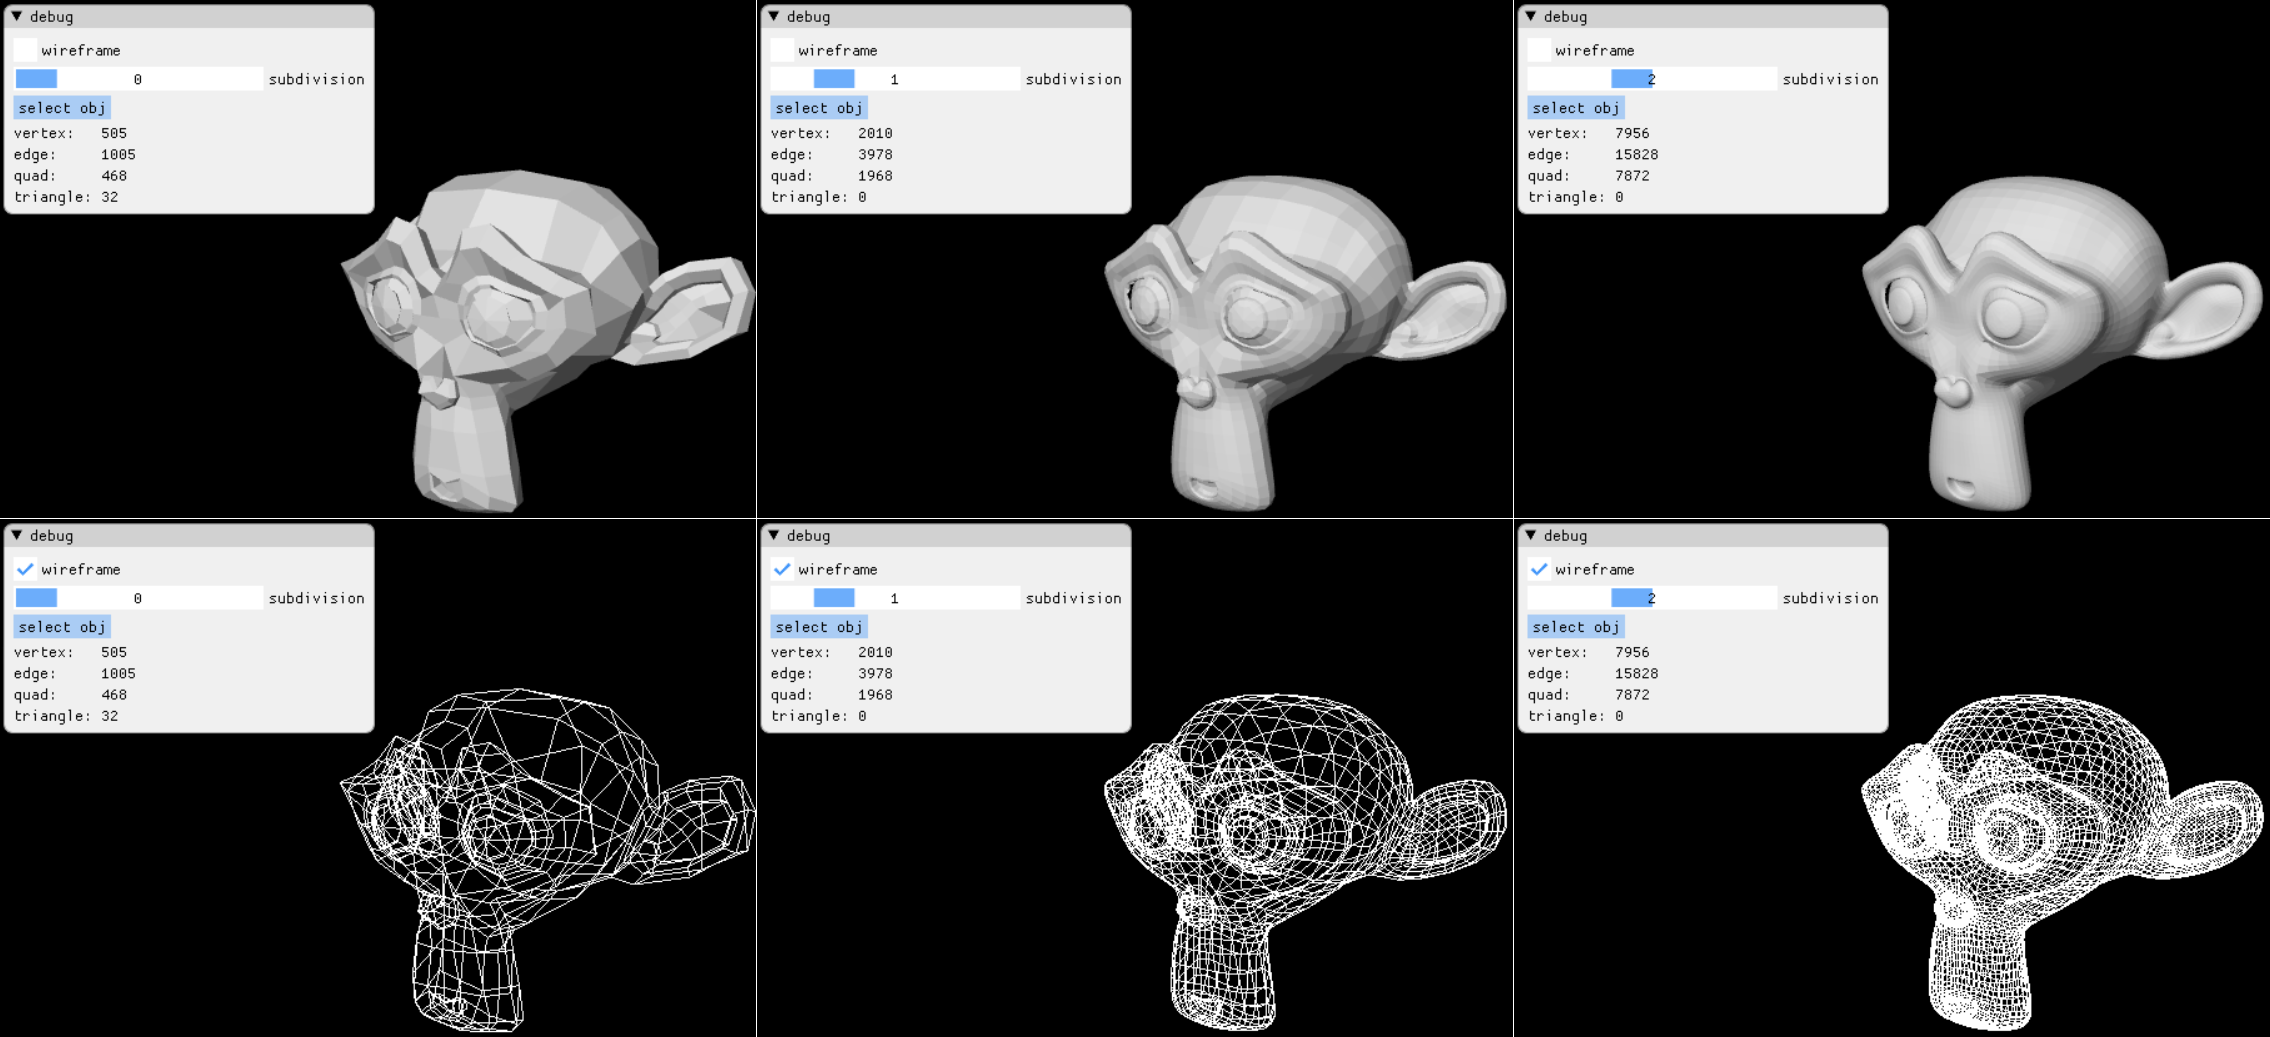 debug
wireframe
0 subdivision
select obj
vertex: 505
edge: 1005
quad: 468
triangle: 32
debug
wireframe
1 subdivision
select obj
vertex: 2010
edge: 3978
quad: 1968
triangle: 0
debug
wireframe
2 subdivision
select obj
vertex: 7956
edge: 15828
quad: 7872
triangle: 0
debug
wireframe
0 subdivision
select obj
vertex: 505
edge: 1005
quad: 468
triangle: 32
debug
wireframe
1 subdivision
select obj
vertex: 2010
edge: 3978
quad: 1968
triangle: 0
debug
wireframe
2 subdivision
select obj
vertex: 7956
edge: 15828
quad: 7872
triangle: 0